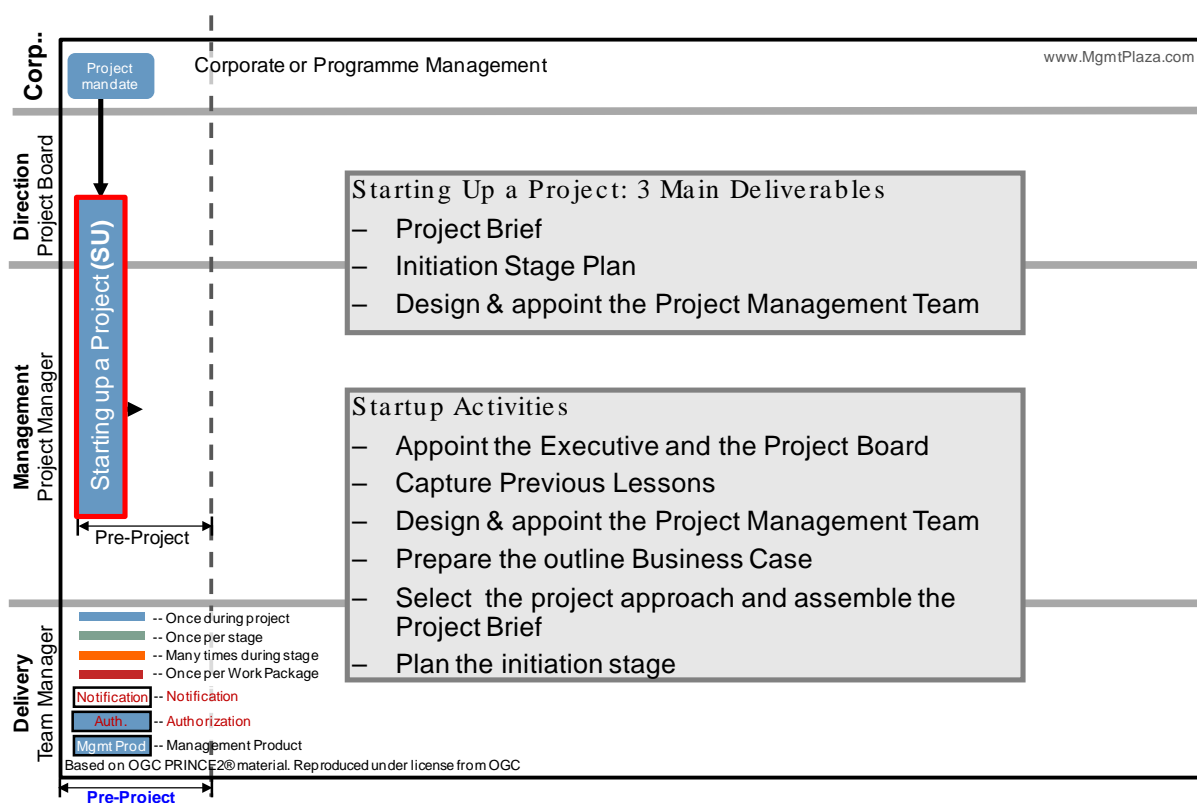 Corp..
Project
mandate
Corporate or Programme Management
www.MgmtPlaza.com
Direction
Project Board
Starting up a Project (SU)
Starting Up a Project: 3 Main Deliverables
– Project Brief
– Initiation Stage Plan
– Design & appoint the Project Management Team
Management
Project Manager
Startup Activities
– Appoint the Executive and the Project Board
– Capture Previous Lessons
– Design & appoint the Project Management Team
– Prepare the outline Business Case
– Select the project approach and assemble the
Project Brief
– Plan the initiation stage
Pre-Project
Delivery
Team Manager
-- Once during project
-- Once per stage
-- Many times during stage
-- Once per Work Package
Notification -- Notification
Auth. -- Authorization
Mgmt Prod -- Management Product
Based on OGC PRINCE2® material. Reproduced under license from OGC
Pre-Project